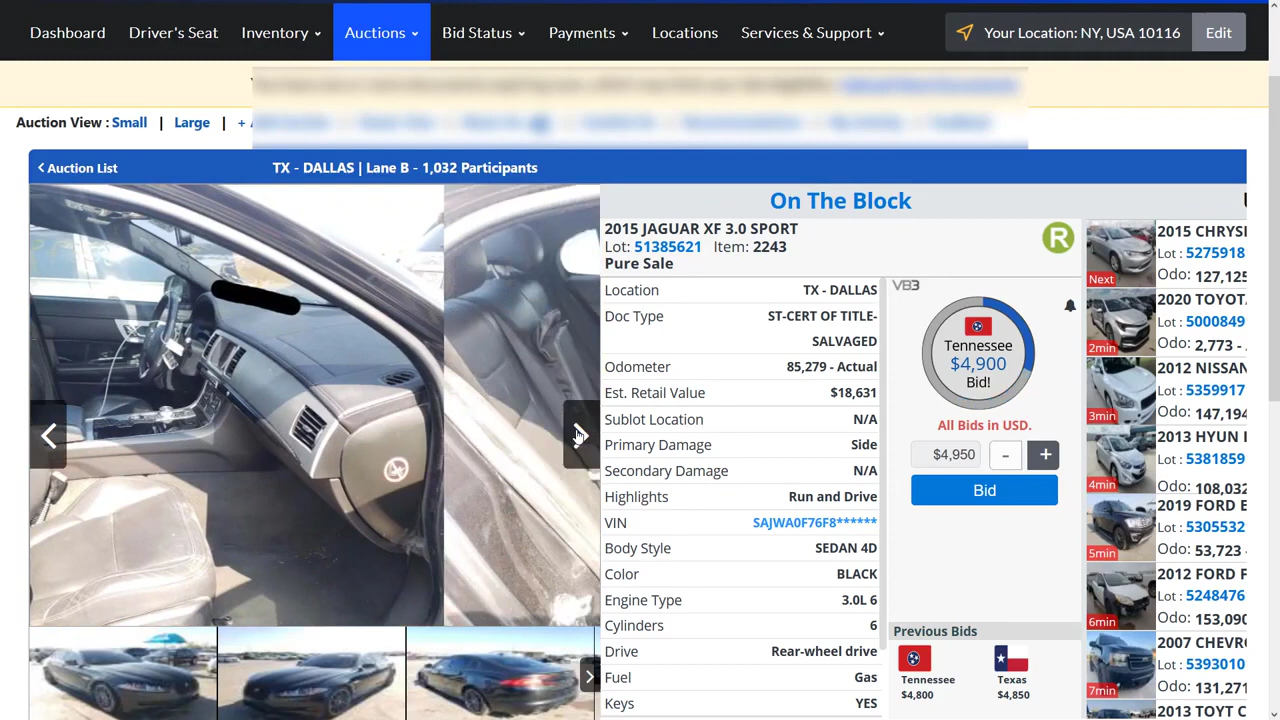 Dashboard
Driver's Seat
Inventory
Auctions
Bid Status
Payments
Locations
Services & Support
Your Location: NY, USA 10116
Edit
Auction View : Small | Large | +
Auction List
TX - DALLAS | Lane B - 1,032 Participants
On The Block
2015 JAGUAR XF 3.0 SPORT
Lot: 51385621 Item: 2243
Pure Sale
R
Location TX - DALLAS
Doc Type ST-CERT OF TITLE-
SALVAGED
Odometer 85,279 - Actual
Est. Retail Value $18,631
Sublot Location N/A
Primary Damage Side
Secondary Damage N/A
Highlights Run and Drive
VIN SAJWA0F76F8******
Body Style SEDAN 4D
Color BLACK
Engine Type 3.0L 6
Cylinders 6
Drive Rear-wheel drive
Fuel Gas
Keys YES
VB3
Tennessee
$4,900
Bid!
All Bids in USD.
$4,950 - +
Bid
Previous Bids
Tennessee
$4,800
Texas
$4,850
2015 CHRYSI
Lot : 5275918
Odo: 127,125
Next
2020 TOYOT
Lot : 5000849
Odo: 2,773 -
2min
2012 NISSAN
Lot : 5359917
Odo: 147,194
3min
2013 HYUN
Lot : 5381859
Odo: 108,032
4min
2019 FORD E
Lot : 5305532
Odo: 53,723
5min
2012 FORD F
Lot : 5248476
Odo: 153,090
6min
2007 CHEVR
Lot : 5393010
Odo: 131,271
7min
2013 TOYT C